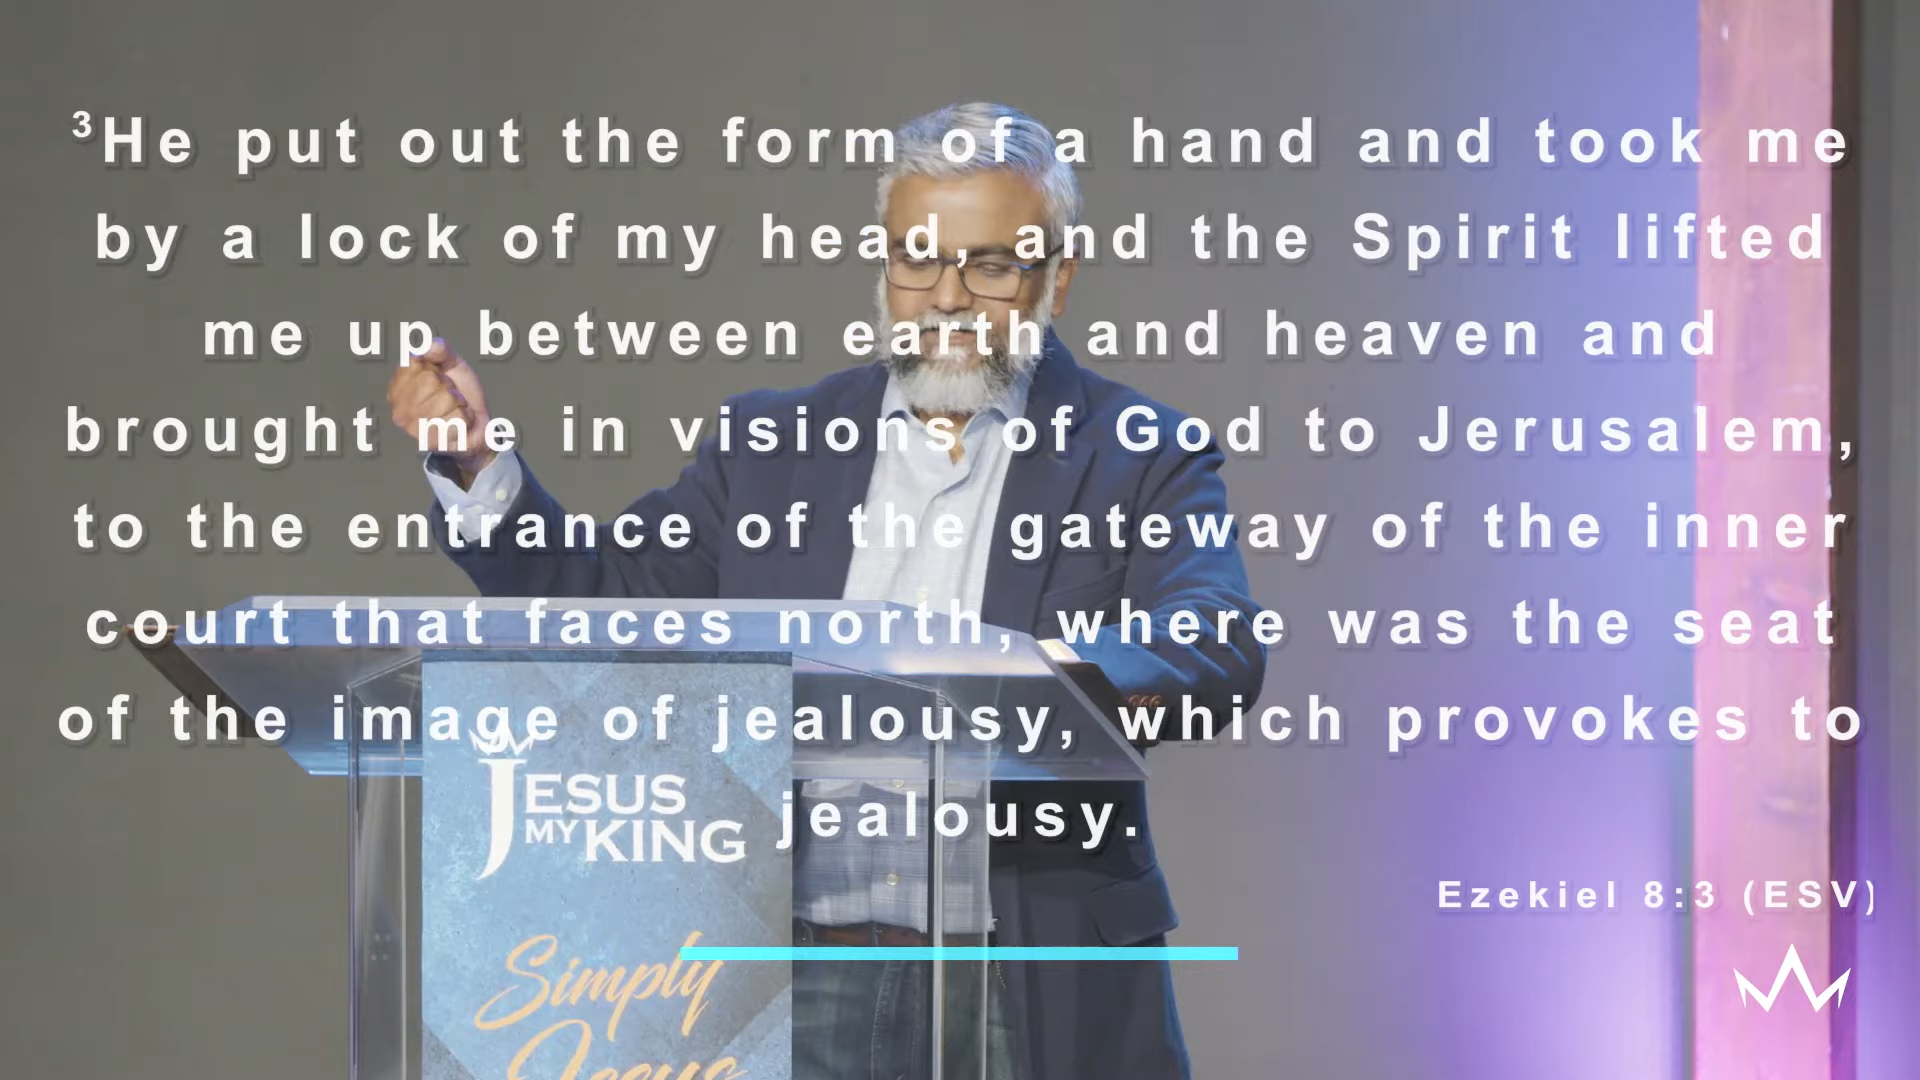 ³He put out the form of a hand and took me
by a lock of my head, and the Spirit lifted
me up between earth and heaven and
brought me in visions of God to Jerusalem,
to the entrance of the gateway of the inner
court that faces north, where was the seat
of the image of jealousy, which provokes to
jealousy.
Ezekiel 8:3 (ESV)
JESUS
MY KING
Simply
Jesus